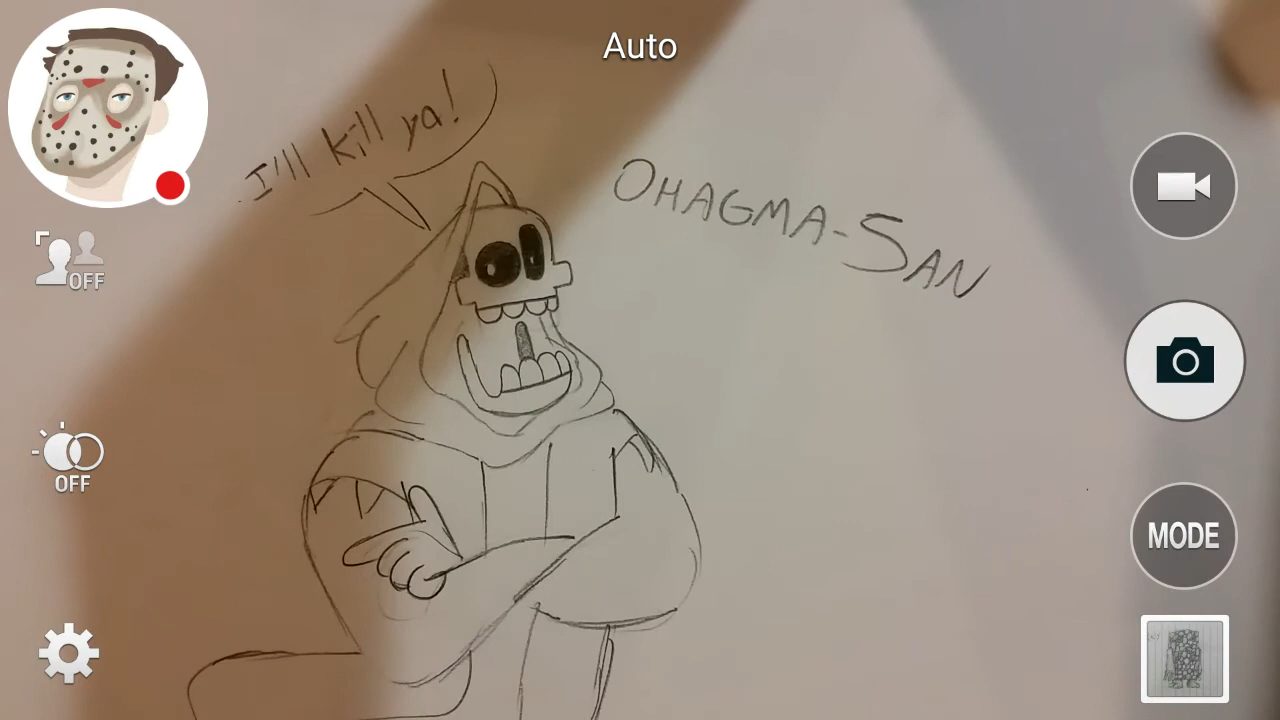 Auto
I'll kill ya!
OHAGMA-SAN
OFF
OFF
MODE